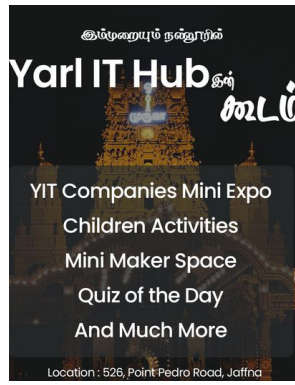 இம்முறையும் நல்லூரில்
Yarl IT Hub இன்
கூடம்
முருகா
YIT Companies Mini Expo
Children Activities
Mini Maker Space
Quiz of the Day
And Much More
Location : 526, Point Pedro Road, Jaffna